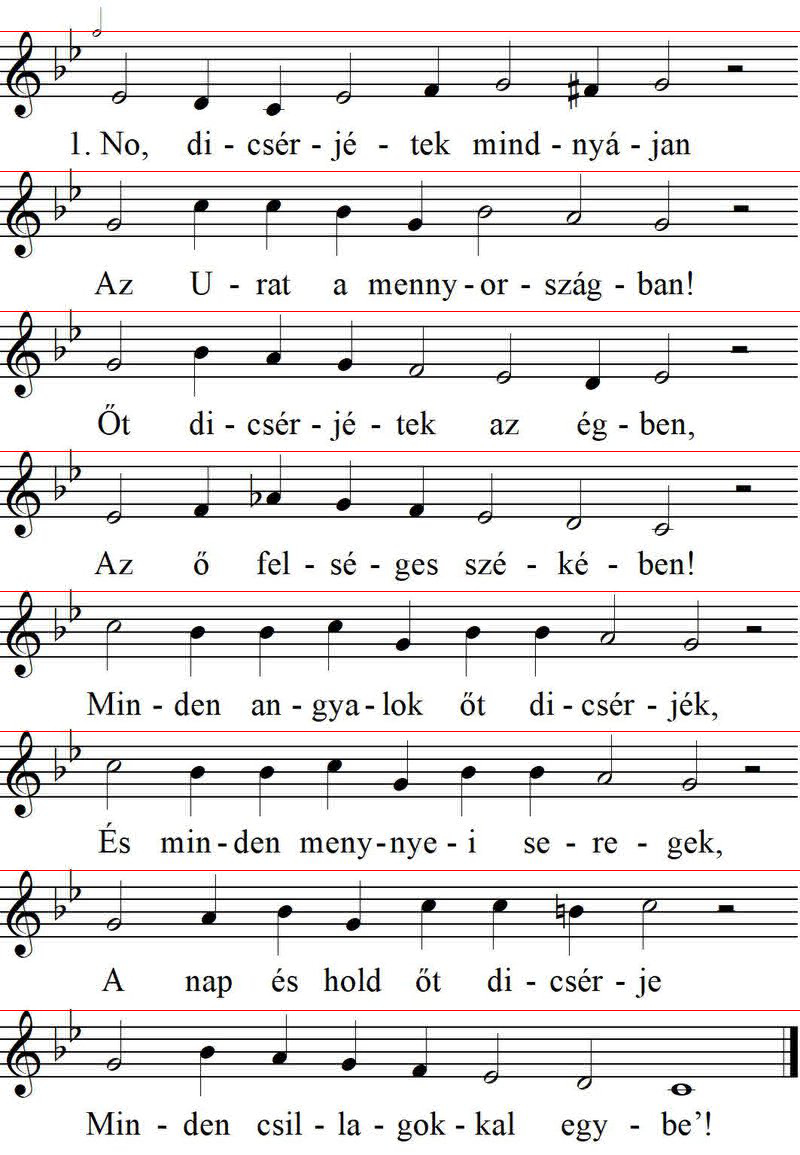 1. No, di - csér - jé - tek mind - nyá - jan
Az U - rat a menny - or - szág - ban!
Őt di - csér - jé - tek az ég - ben,
Az ő fel - sé - ges szé - ké - ben!
Min - den an - gya - lok őt di - csér - jék,
És min - den meny - nye - i se - re - gek,
A nap és hold őt di - csér - je
Min - den csil - la - gok - kal egy - be’!